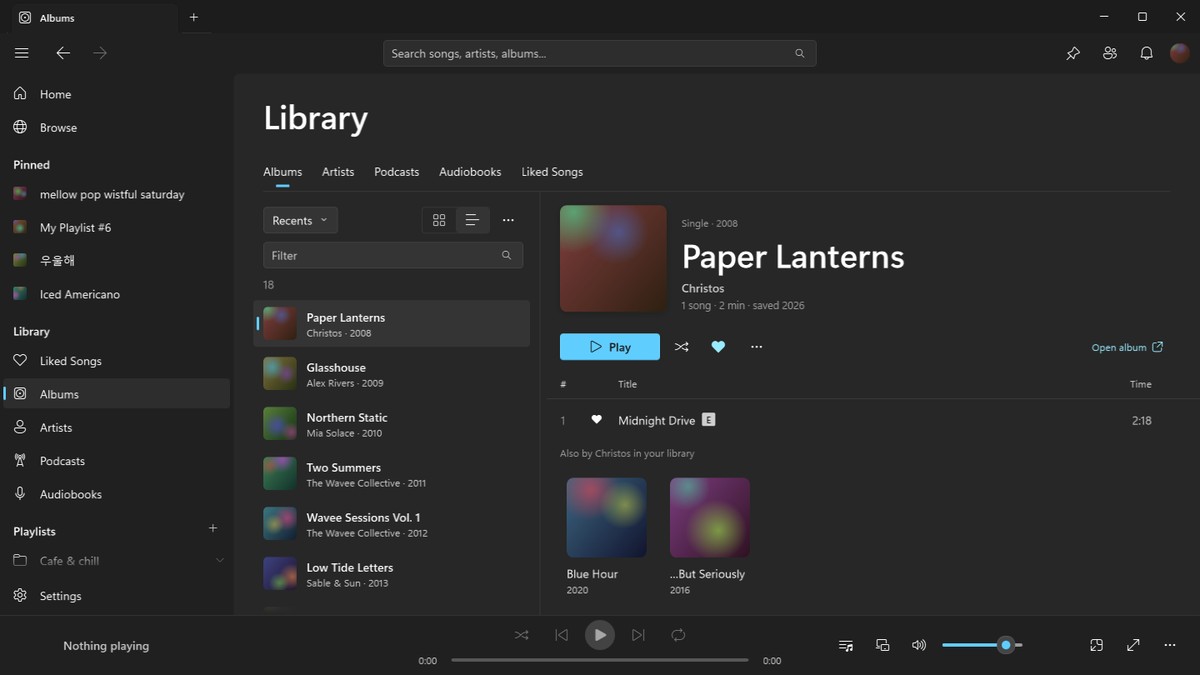 Albums
Search songs, artists, albums...
Home
Browse
Pinned
mellow pop wistful saturday
My Playlist #6
우울해
Iced Americano
Library
Liked Songs
Albums
Artists
Podcasts
Audiobooks
Playlists
Cafe & chill
Settings
Library
Albums Artists Podcasts Audiobooks Liked Songs
Recents
Filter
18
Paper Lanterns
Christos · 2008
Glasshouse
Alex Rivers · 2009
Northern Static
Mia Solace · 2010
Two Summers
The Wavee Collective · 2011
Wavee Sessions Vol. 1
The Wavee Collective · 2012
Low Tide Letters
Sable & Sun · 2013
Single · 2008
Paper Lanterns
Christos
1 song · 2 min · saved 2026
Play
Open album
# Title Time
1 Midnight Drive E 2:18
Also by Christos in your library
Blue Hour
2020
...But Seriously
2016
Nothing playing
0:00 0:00